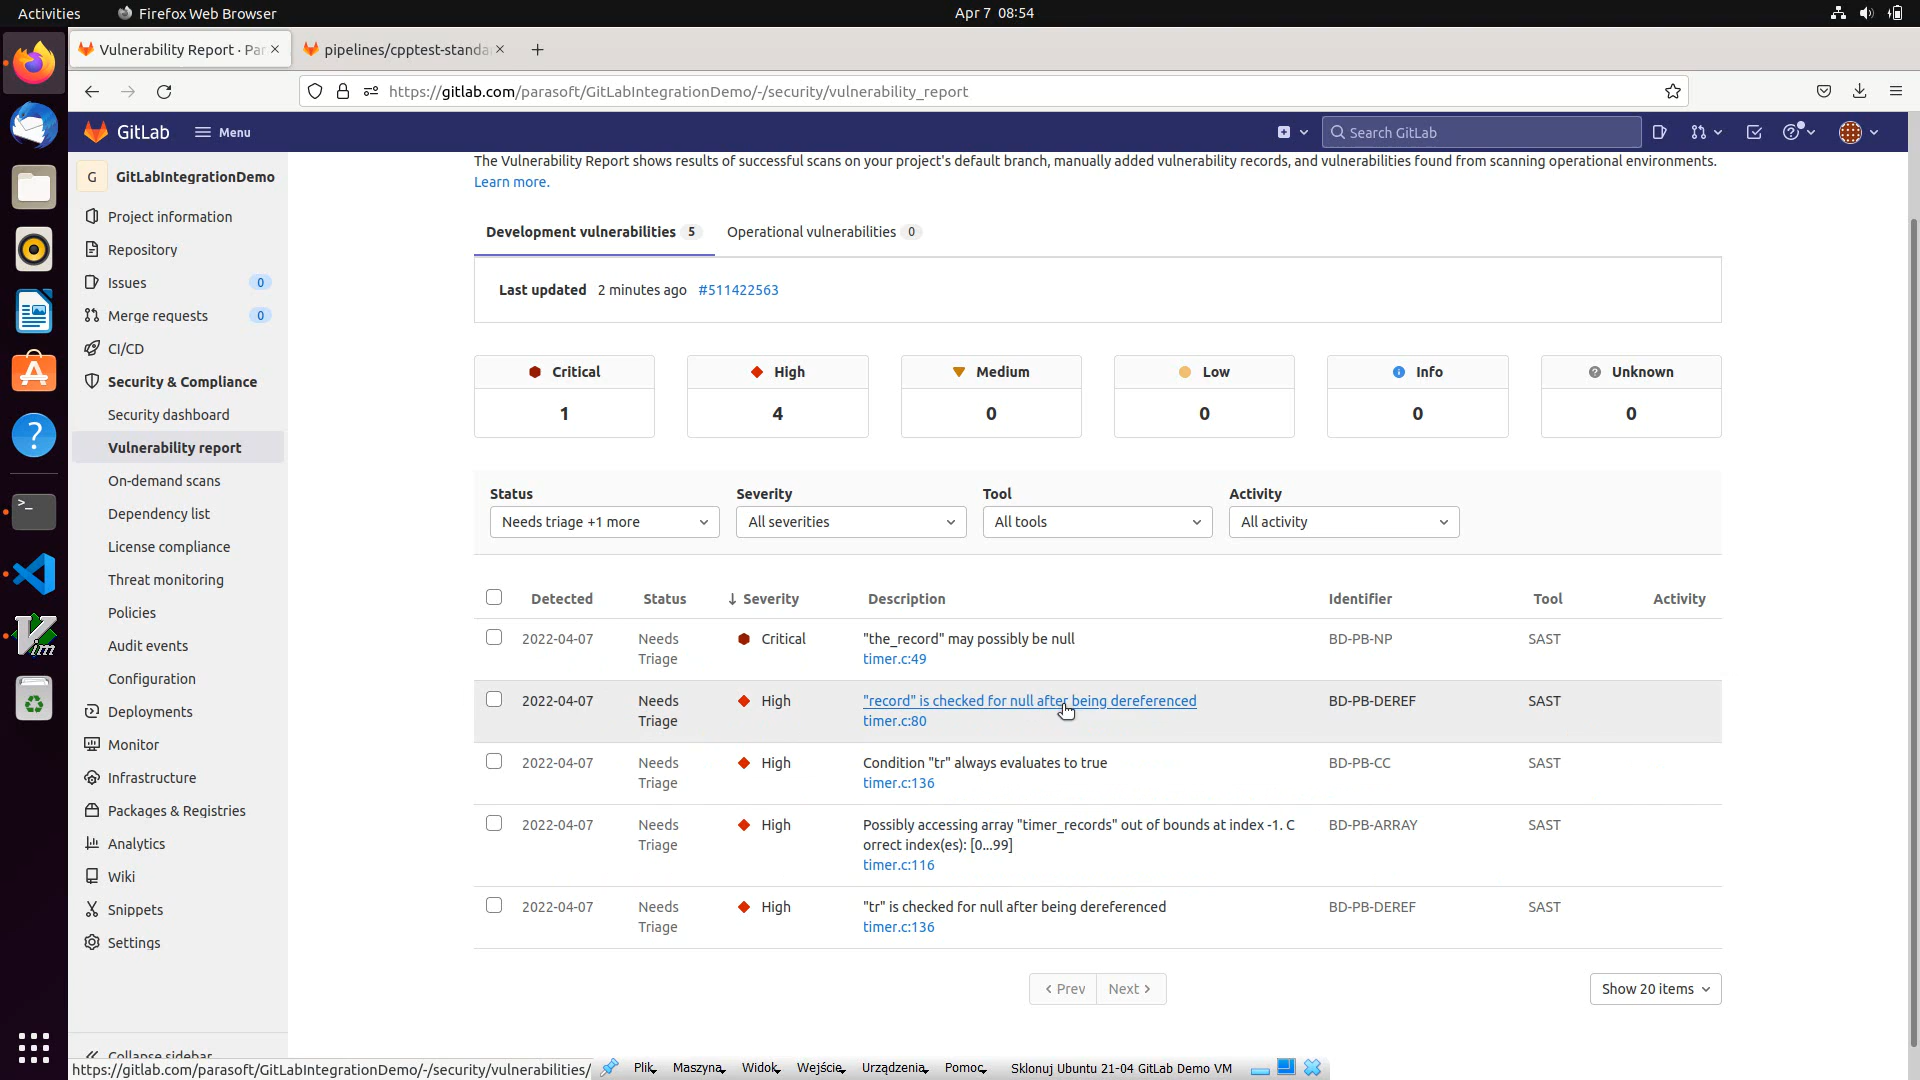 Activities
Firefox Web Browser
Apr 7 08:54
Vulnerability Report · Pa
pipelines/cpptest-standa
https://gitlab.com/parasoft/GitLabIntegrationDemo/-/security/vulnerability_report
GitLab
Menu
Search GitLab
G
GitLabIntegrationDemo
Project information
Repository
Issues 0
Merge requests 0
CI/CD
Security & Compliance
Security dashboard
Vulnerability report
On-demand scans
Dependency list
License compliance
Threat monitoring
Policies
Audit events
Configuration
Deployments
Monitor
Infrastructure
Packages & Registries
Analytics
Wiki
Snippets
Settings
Collapse sidebar
The Vulnerability Report shows results of successful scans on your project's default branch, manually added vulnerability records, and vulnerabilities found from scanning operational environments.
Learn more.
Development vulnerabilities 5 Operational vulnerabilities 0
Last updated 2 minutes ago #511422563
Critical High Medium Low Info Unknown
1 4 0 0 0 0
Status Severity Tool Activity
Needs triage +1 more All severities All tools All activity
Detected Status ↓ Severity Description Identifier Tool Activity
2022-04-07 Needs Critical "the_record" may possibly be null BD-PB-NP SAST
Triage timer.c:49
2022-04-07 Needs High "record" is checked for null after being dereferenced BD-PB-DEREF SAST
Triage timer.c:80
2022-04-07 Needs High Condition "tr" always evaluates to true BD-PB-CC SAST
Triage timer.c:136
2022-04-07 Needs High Possibly accessing array "timer_records" out of bounds at index -1. C BD-PB-ARRAY SAST
Triage orrect index(es): [0...99]
timer.c:116
2022-04-07 Needs High "tr" is checked for null after being dereferenced BD-PB-DEREF SAST
Triage timer.c:136
< Prev Next >
Show 20 items
https://gitlab.com/parasoft/GitLabIntegrationDemo/-/security/vulnerabilities/
Plik Maszyna Widok Wejście Urządzenia Pomoc Sklonuj Ubuntu 21-04 GitLab Demo VM